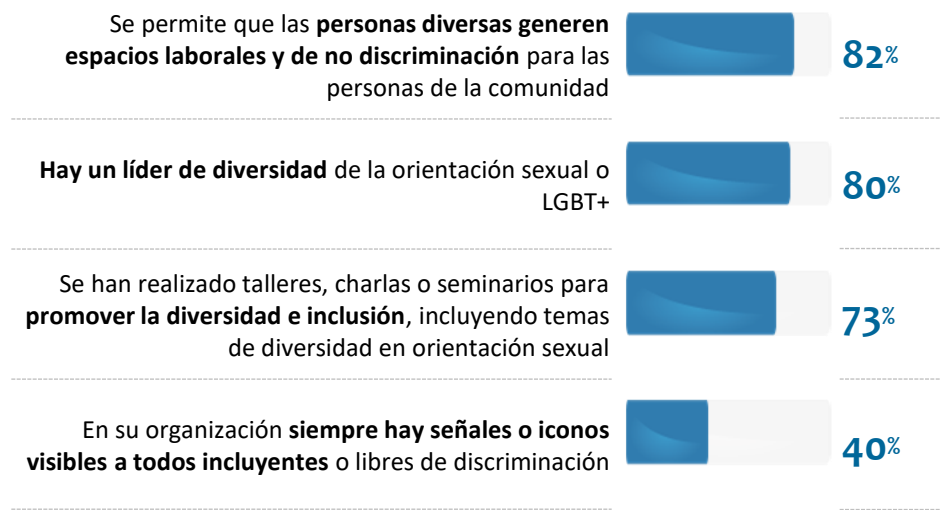 Se permite que las personas diversas generen
espacios laborales y de no discriminación para las
personas de la comunidad
82%
Hay un líder de diversidad de la orientación sexual o
LGBT+
80%
Se han realizado talleres, charlas o seminarios para
promover la diversidad e inclusión, incluyendo temas
de diversidad en orientación sexual
73%
En su organización siempre hay señales o iconos
visibles a todos incluyentes o libres de discriminación
40%